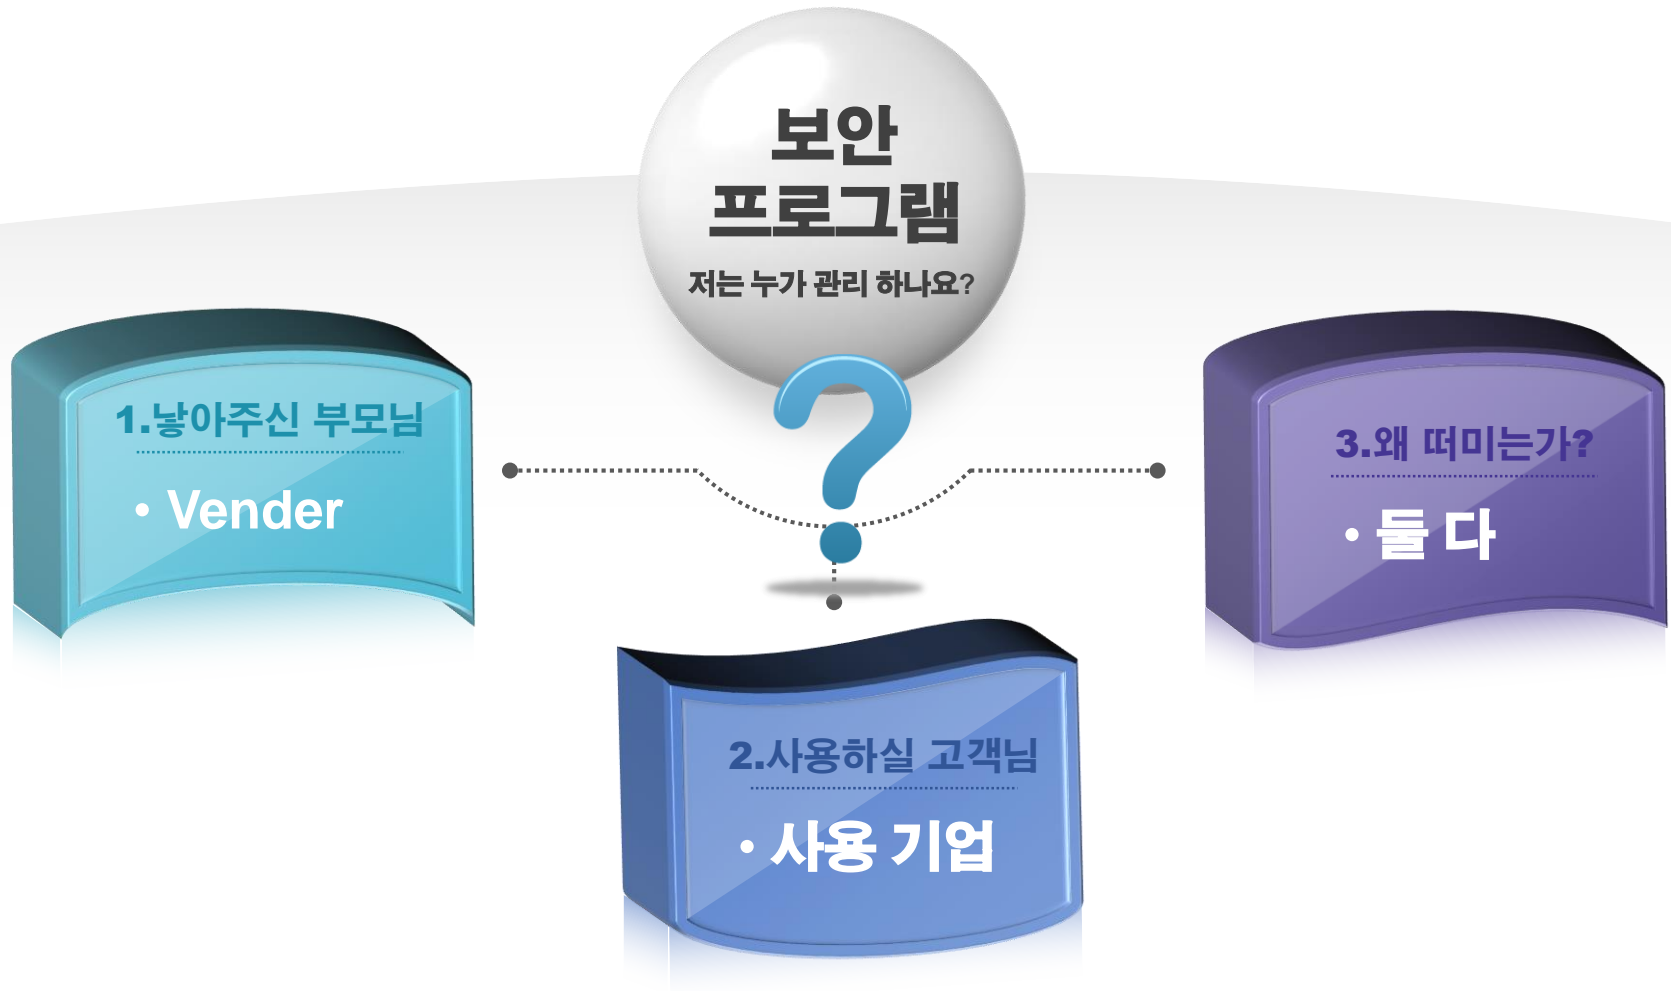 보안
프로그램
저는 누가 관리 하나요?
1.낳아주신 부모님
• Vender
2.사용하실 고객님
• 사용 기업
3.왜 떠미는가?
• 둘 다